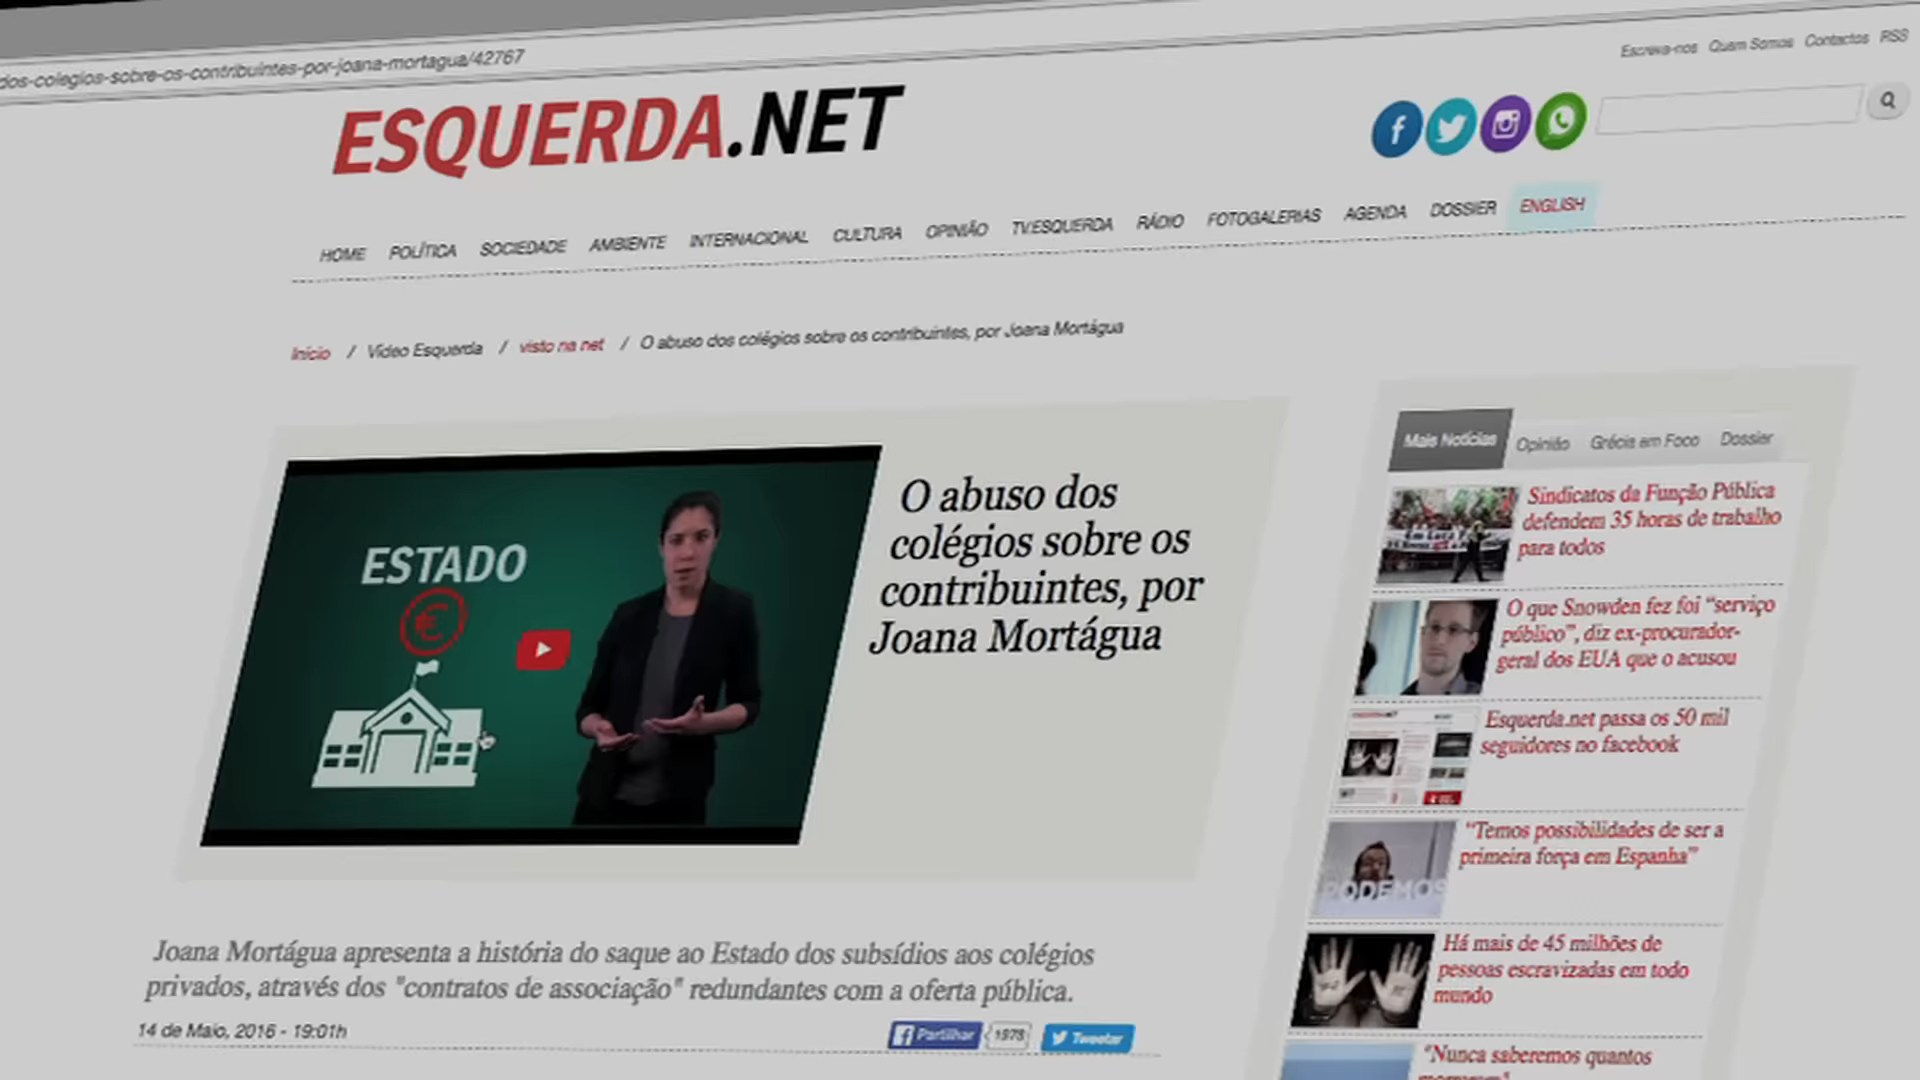 dos-colegios-sobre-os-contribuintes-por-joana-mortagua/42767
Escreva-nos Quem Somos Contactos RSS
ESQUERDA.NET
HOME POLÍTICA SOCIEDADE AMBIENTE INTERNACIONAL CULTURA OPINIÃO TV.ESQUERDA RÁDIO FOTOGALERIAS AGENDA DOSSIER ENGLISH
Início / Vídeo Esquerda / visto na net / O abuso dos colégios sobre os contribuintes, por Joana Mortágua
ESTADO
€
O abuso dos
colégios sobre os
contribuintes, por
Joana Mortágua
Joana Mortágua apresenta a história do saque ao Estado dos subsídios aos colégios
privados, através dos "contratos de associação" redundantes com a oferta pública.
14 de Maio, 2016 - 19:01h
Partilhar 1978 Tweetar
Mais Notícias Opinião Grécia em Foco Dossier
Sindicatos da Função Pública
defendem 35 horas de trabalho
para todos
O que Snowden fez foi “serviço
público”, diz ex-procurador-
geral dos EUA que o acusou
Esquerda.net passa os 50 mil
seguidores no facebook
"Temos possibilidades de ser a
primeira força em Espanha"
PODEMOS
Há mais de 45 milhões de
pessoas escravizadas em todo
mundo
"Nunca saberemos quantos